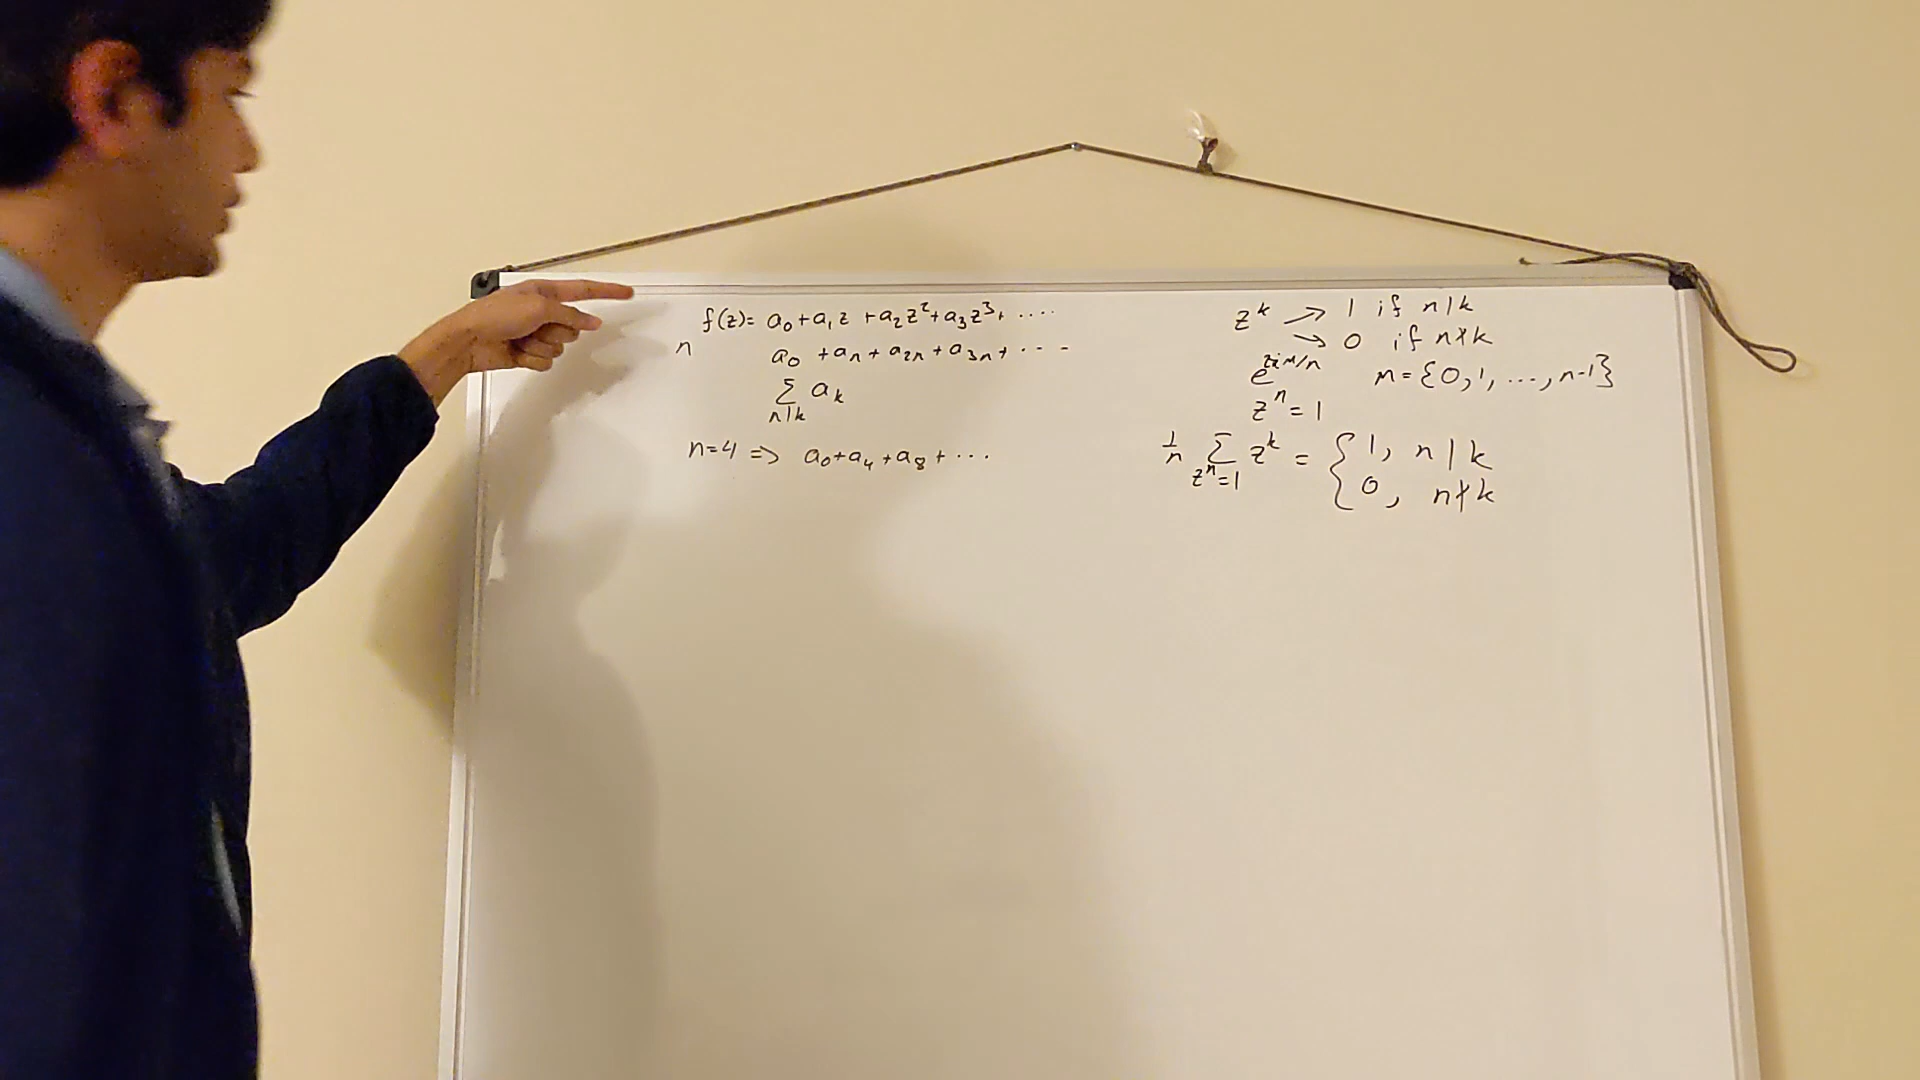 f(z)= a₀+a₁z+a₂z²+a₃z³+....
n a₀+aₙ+a₂ₙ+a₃ₙ+...
∑ aₖ
n|k
n=4 => a₀+a₄+a₈+...
zᵏ → 1 if n|k
↘ 0 if n∤k
e^{2πim/n} m={0,1,...,n-1}
zⁿ=1
1/n ∑_{zⁿ=1} zᵏ = { 1, n|k
0, n∤k